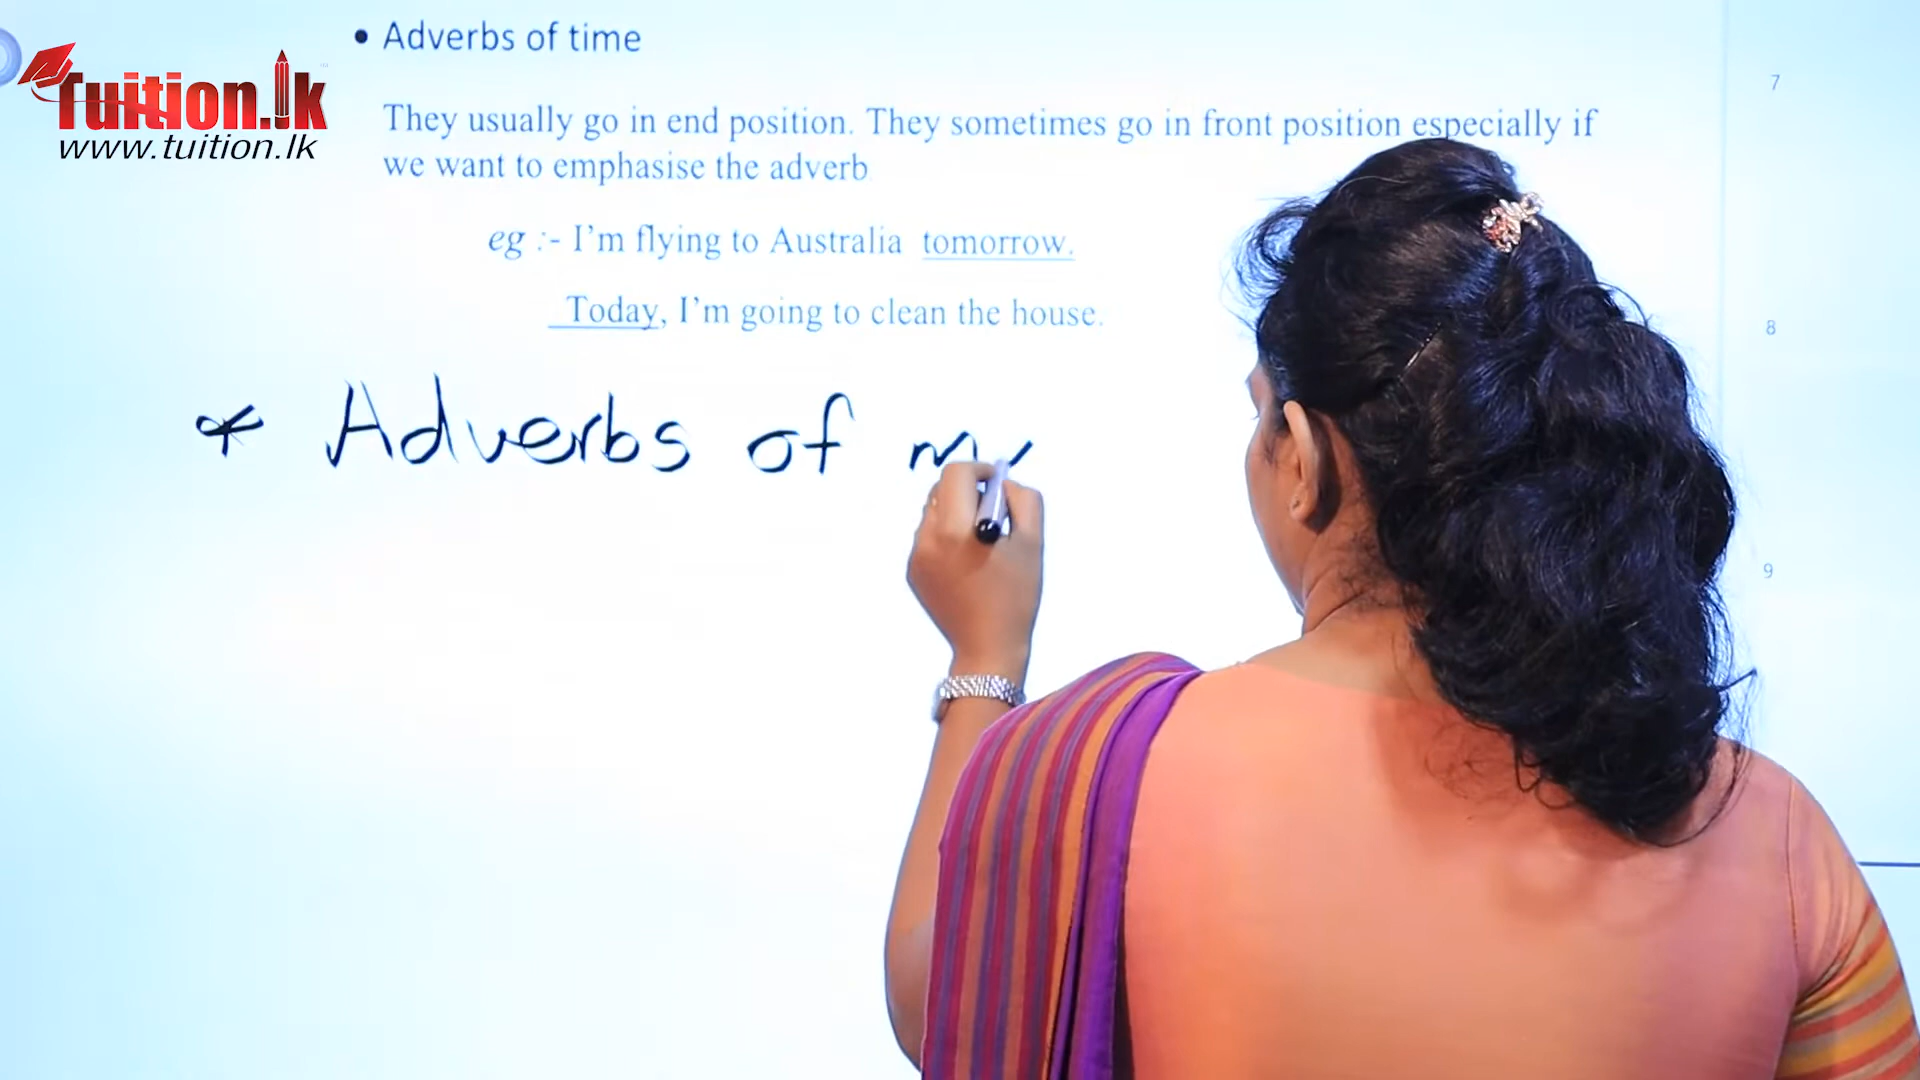 • Adverbs of time
Tuition.lk
www.tuition.lk
They usually go in end position. They sometimes go in front position especially if
we want to emphasise the adverb
eg :- I'm flying to Australia tomorrow.
Today, I'm going to clean the house.
* Adverbs of
7
8
9